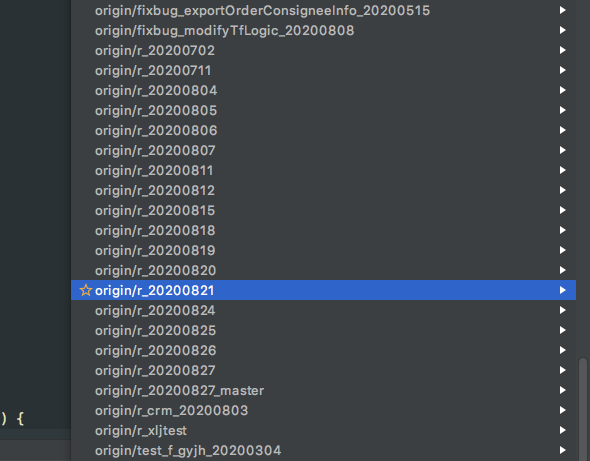 origin/fixbug_exportOrderConsigneeInfo_20200515
origin/fixbug_modifyTfLogic_20200808
origin/r_20200702
origin/r_20200711
origin/r_20200804
origin/r_20200805
origin/r_20200806
origin/r_20200807
origin/r_20200811
origin/r_20200812
origin/r_20200815
origin/r_20200818
origin/r_20200819
origin/r_20200820
origin/r_20200821
origin/r_20200824
origin/r_20200825
origin/r_20200826
origin/r_20200827
origin/r_20200827_master
origin/r_crm_20200803
) {
origin/r_xljtest
origin/test_f_gyjh_20200304